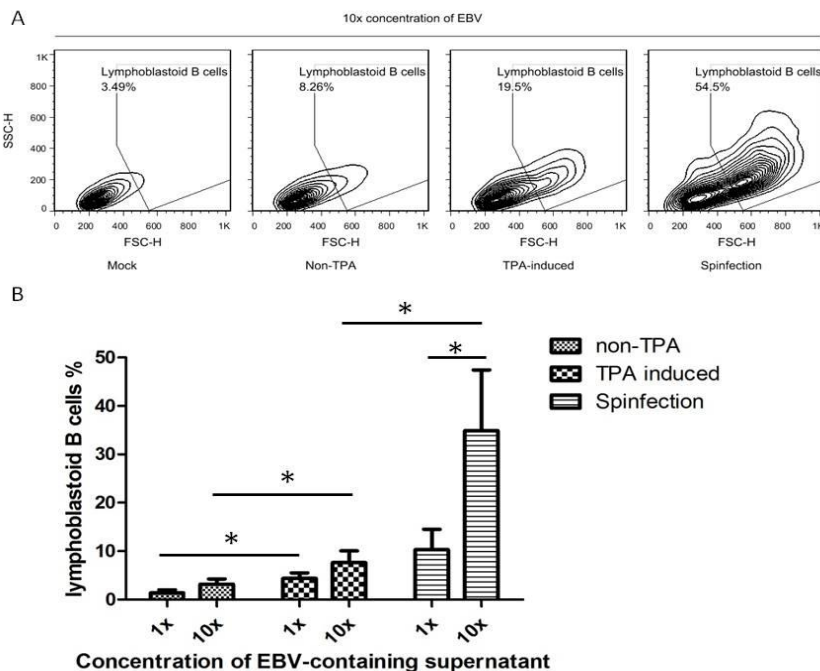 A
10x concentration of EBV
Lymphoblastoid B cells
3.49%
Lymphoblastoid B cells
8.26%
Lymphoblastoid B cells
19.5%
Lymphoblastoid B cells
54.5%
SSC-H
1K
800
600
400
200
0
0 200 400 600 800 1K
0 200 400 600 800 1K
0 200 400 600 800 1K
0 200 400 600 800 1K
FSC-H FSC-H FSC-H FSC-H
Mock Non-TPA TPA-induced Spinfection
B
* *
* *
*
non-TPA
TPA induced
Spinfection
lymphoblastoid B cells %
50
40
30
20
10
0
1x 10x 1x 10x 1x 10x
Concentration of EBV-containing supernatant